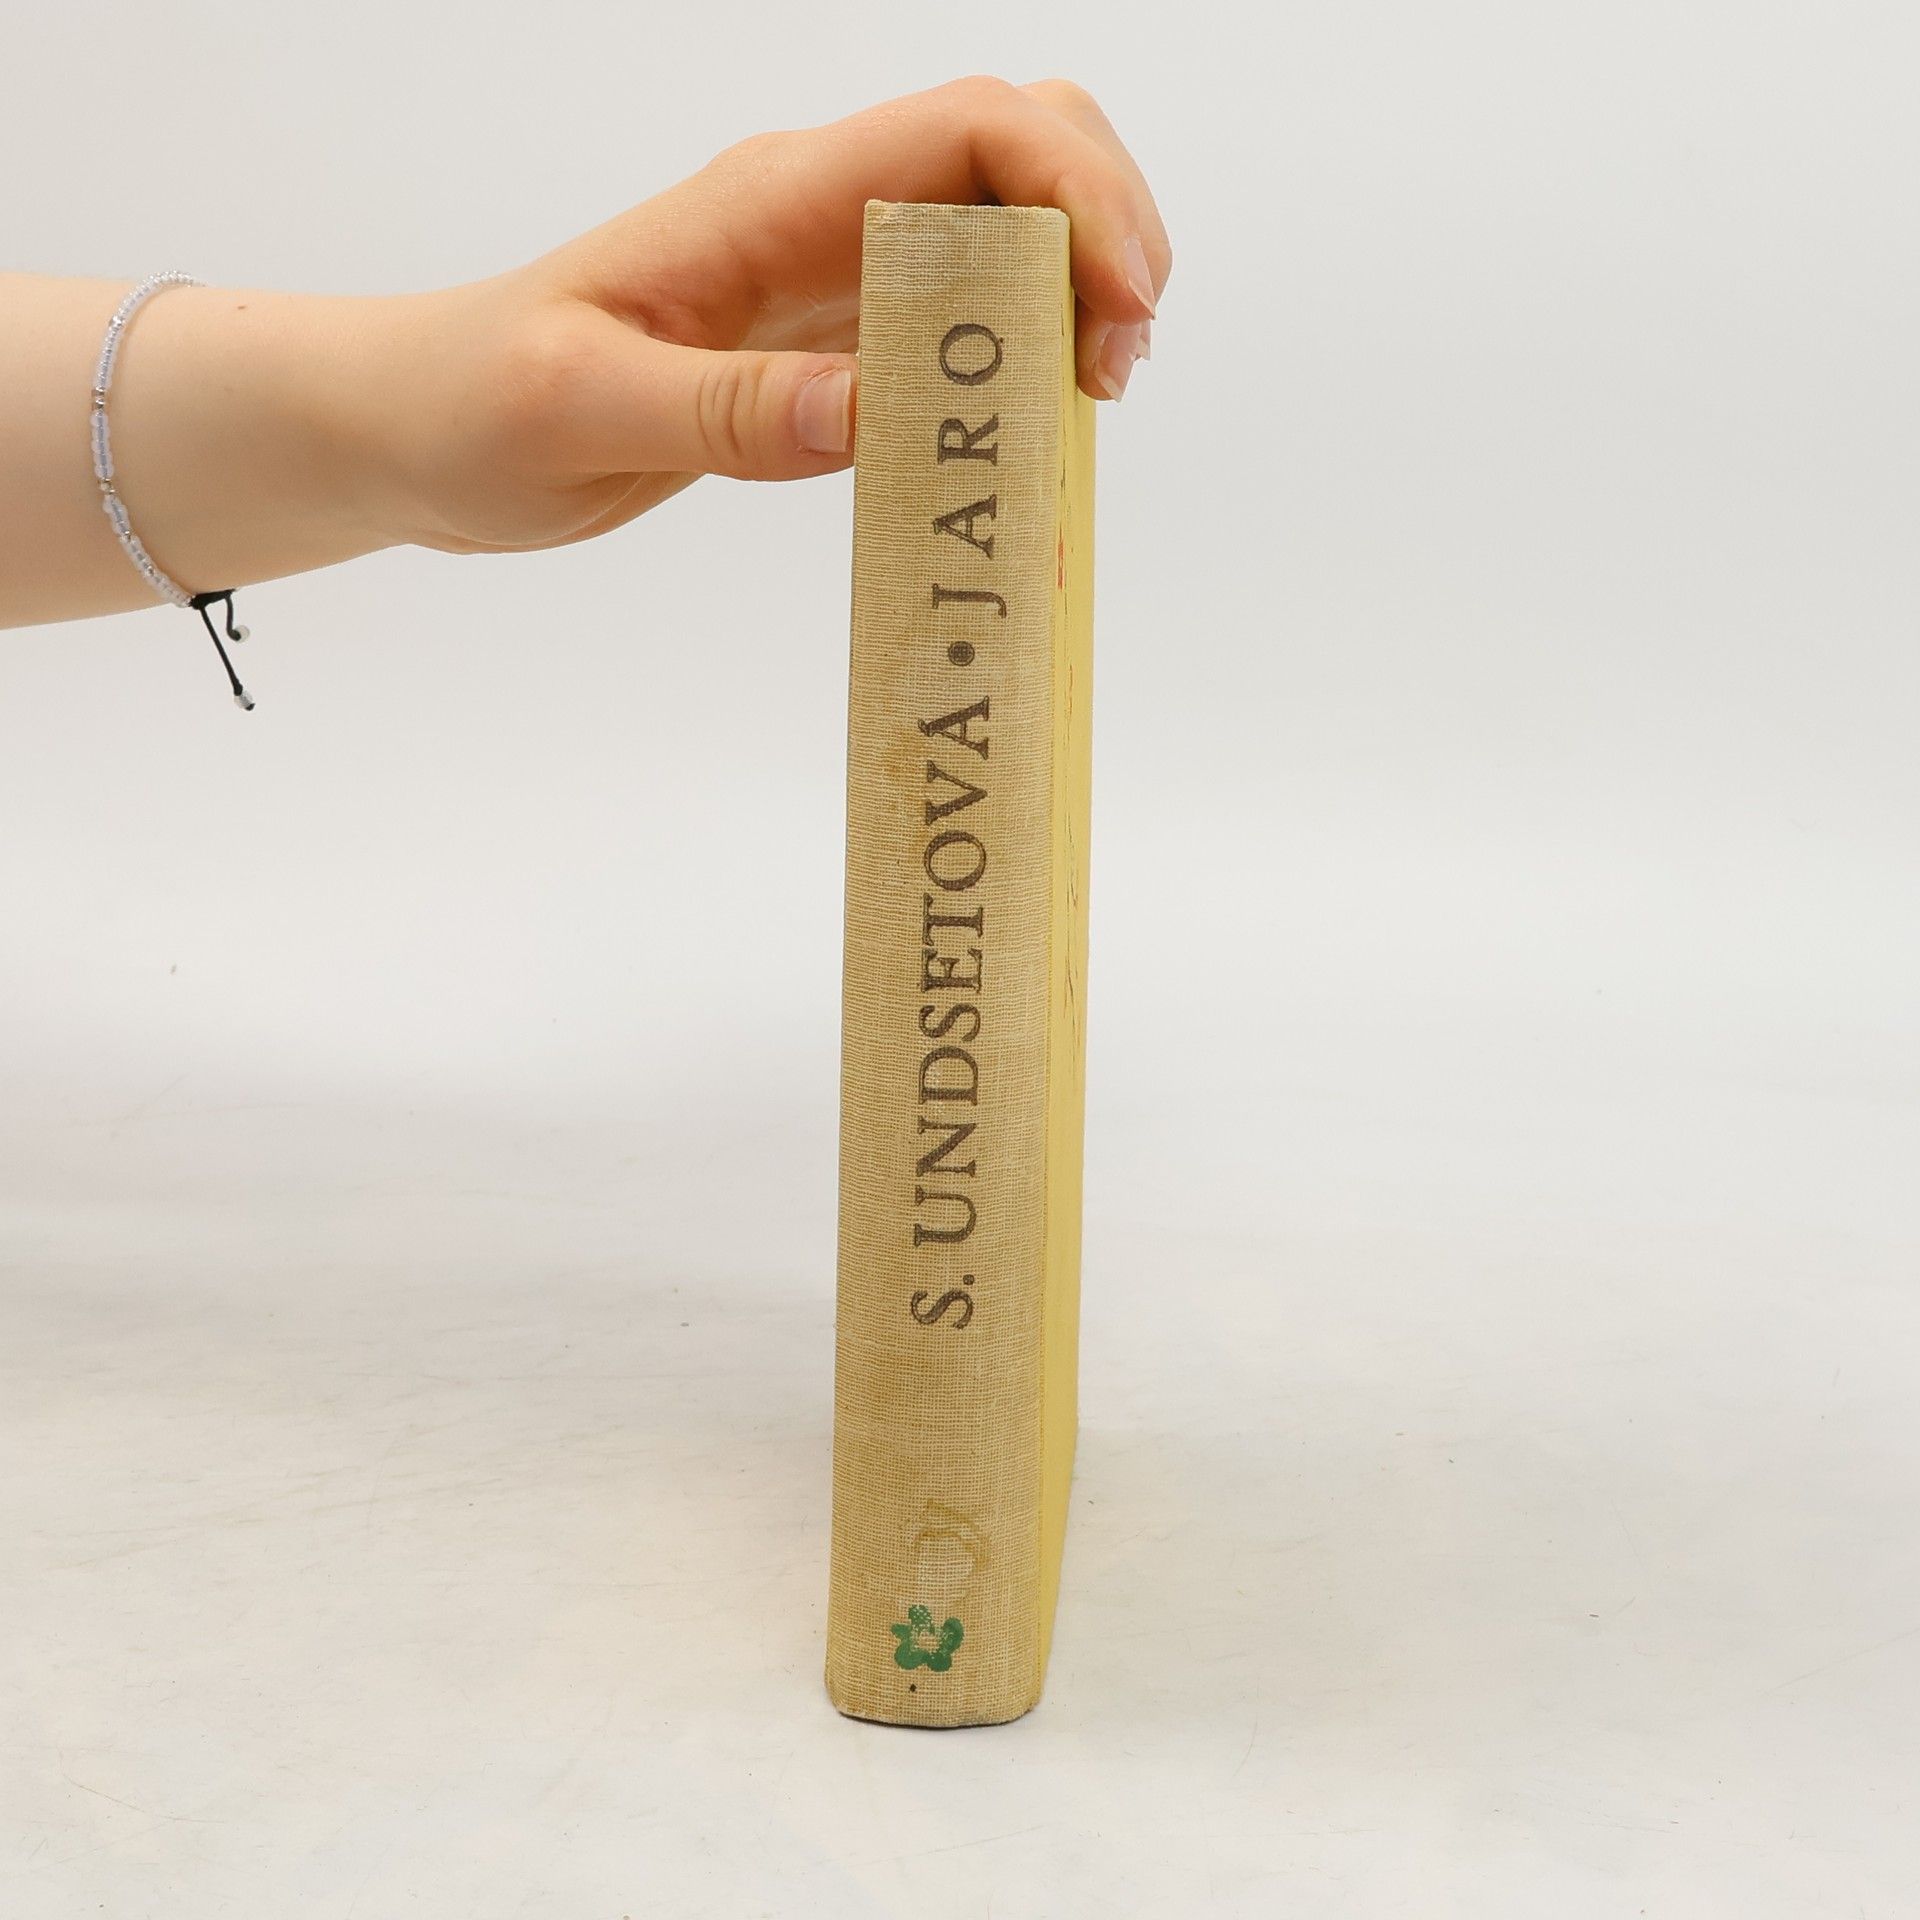 S. UNDSETOVÁ • JARO